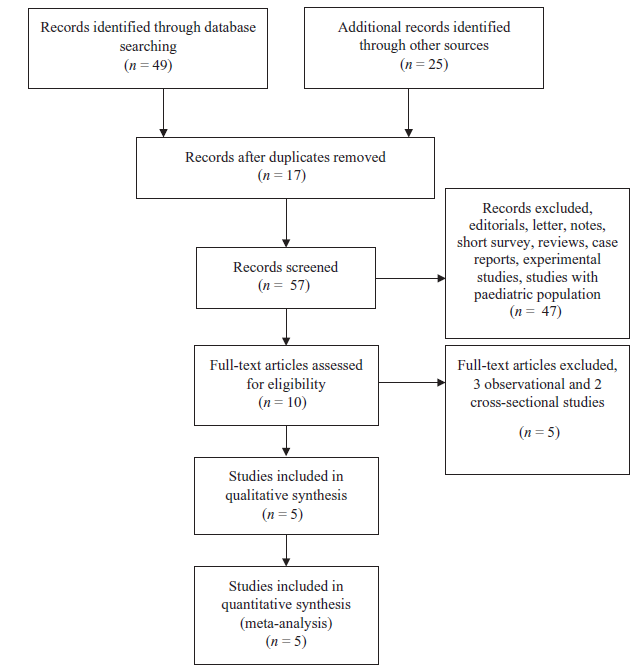 Records identified through database
searching
(n = 49)
Additional records identified
through other sources
(n = 25)
Records after duplicates removed
(n = 17)
Records screened
(n = 57)
Records excluded,
editorials, letter, notes,
short survey, reviews, case
reports, experimental
studies, studies with
paediatric population
(n = 47)
Full-text articles assessed
for eligibility
(n = 10)
Full-text articles excluded,
3 observational and 2
cross-sectional studies
(n = 5)
Studies included in
qualitative synthesis
(n = 5)
Studies included in
quantitative synthesis
(meta-analysis)
(n = 5)